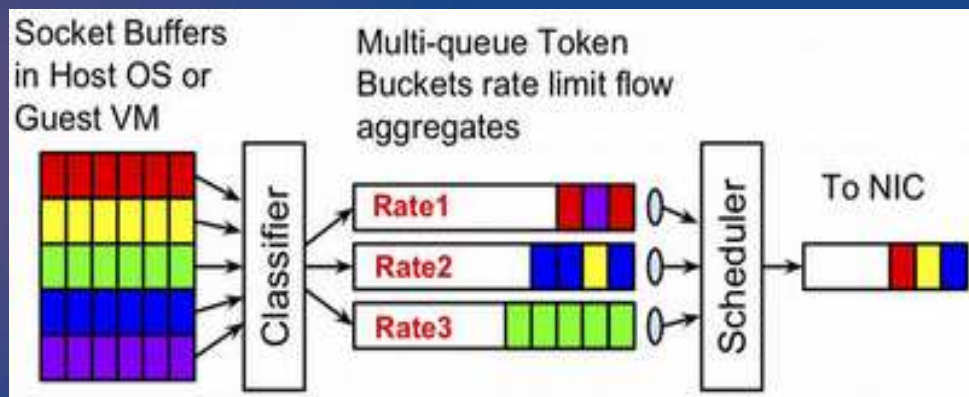 Socket Buffers
in Host OS or
Guest VM
Multi-queue Token
Buckets rate limit flow
aggregates
Classifier
Rate1
Rate2
Rate3
Scheduler
To NIC